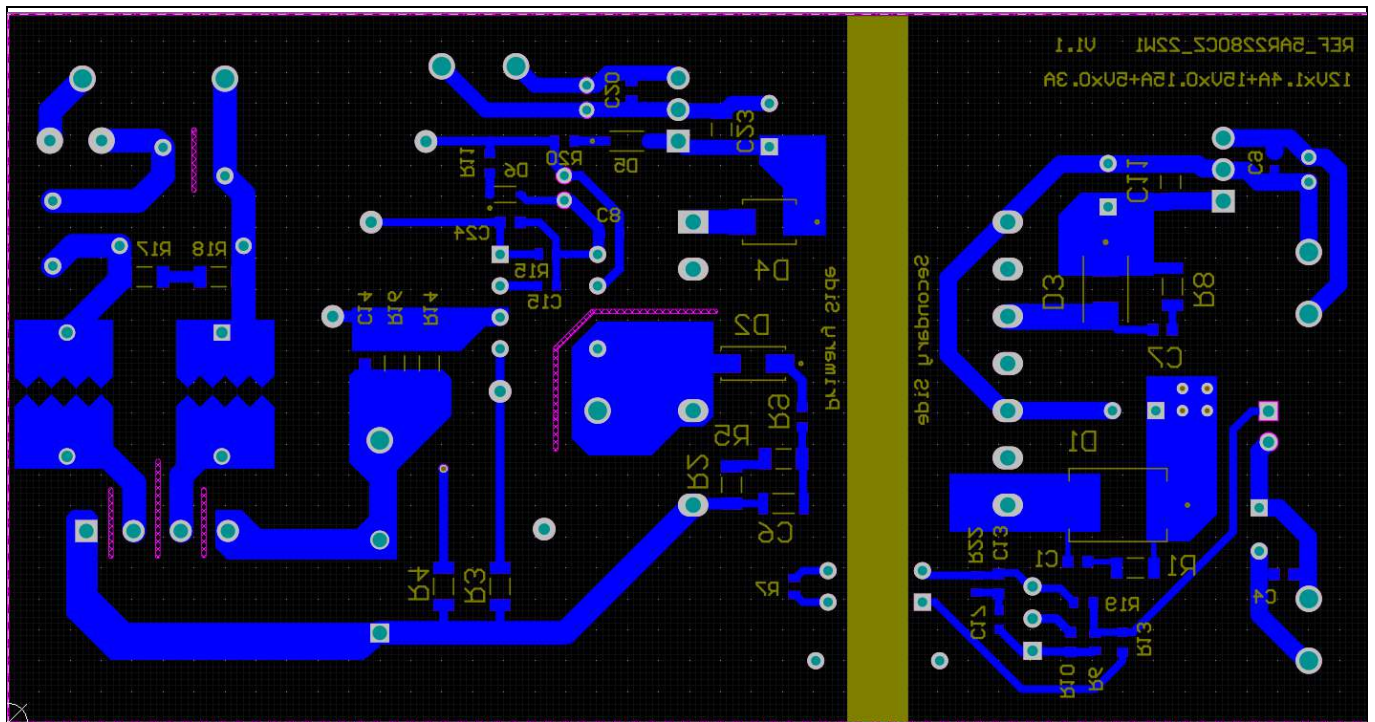 REF_5AR2280CZ_22W1 V1.1
12Vx1.4A+15Vx0.15A+5Vx0.3A
C20
C23
R11
D6
R20
D5
C8
C24
R15
C15
D4
R17
R18
C14
R16
R14
D2
R9
R5
R2
C6
R4
R3
R7
Primary Side
Secondary Side
C11
C9
D3
R8
C7
D1
R22
C13
C1
R1
R19
C17
R13
R10
R6
C4